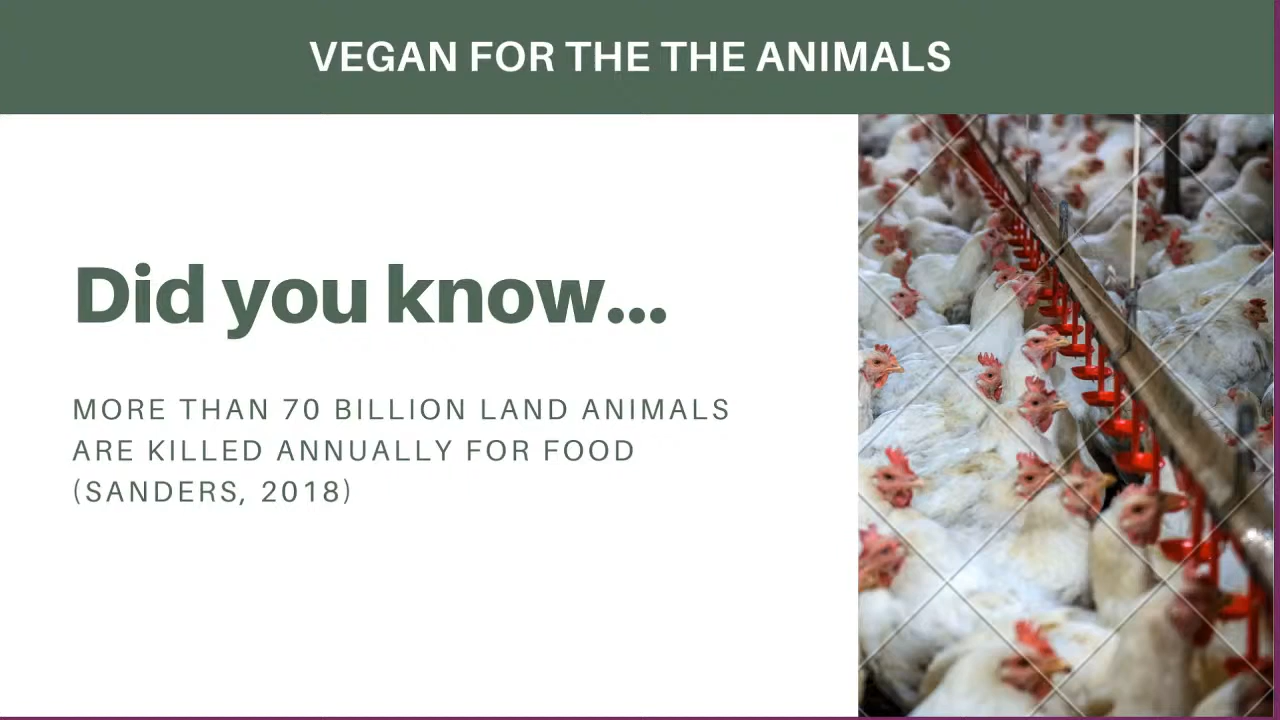 VEGAN FOR THE THE ANIMALS
Did you know...
MORE THAN 70 BILLION LAND ANIMALS
ARE KILLED ANNUALLY FOR FOOD
(SANDERS, 2018)